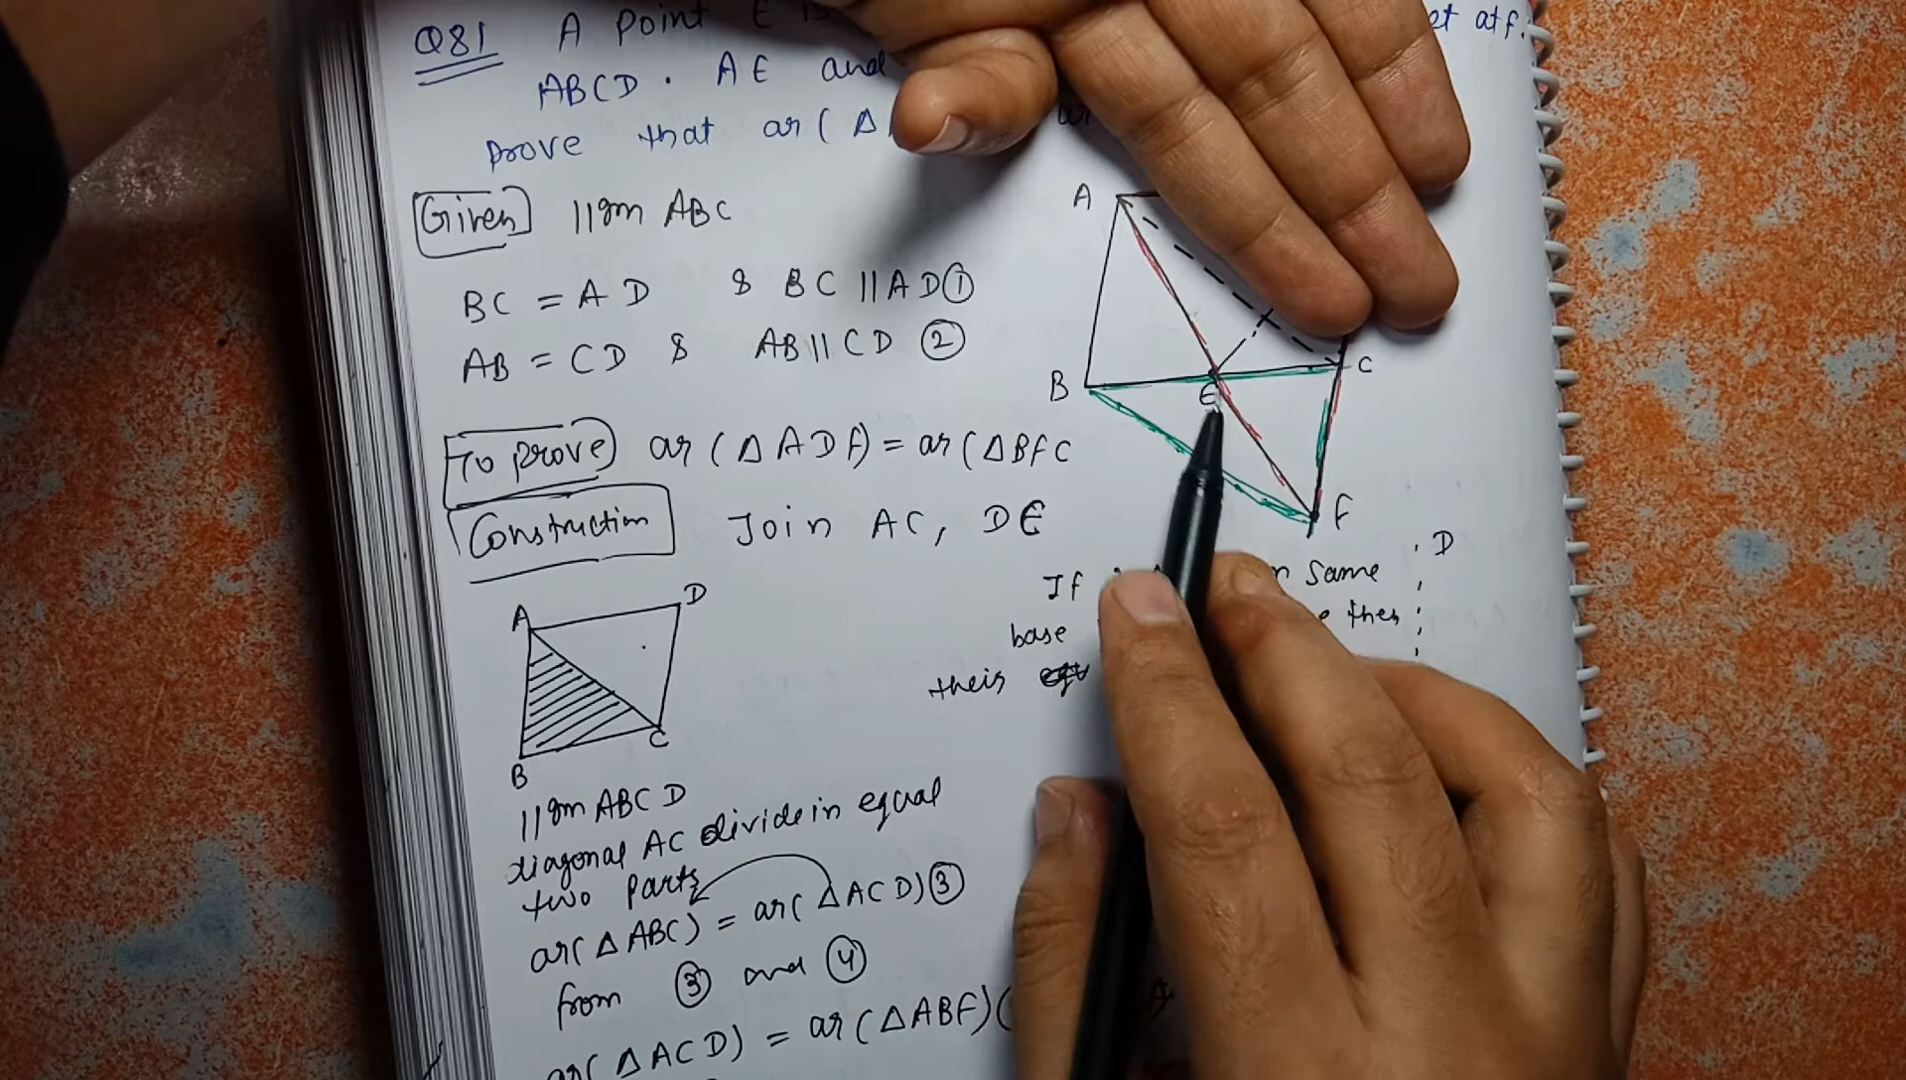 Q81 A point E is et at f.
ABCD. AE and
prove that ar( Δ
Given ||gm ABC
BC = AD & BC || AD ①
AB = CD & AB || CD ②
To prove ar( Δ ADF) = ar( Δ BFC
Construction Join AC, DE
A
B
E
C
F
D
If n same
base then
their
A
D
B
C
||gm ABCD
diagonal AC divide in equal
two parts
ar( Δ ABC) = ar( Δ ACD) ③
from ③ and ④
ar( Δ ACD) = ar( Δ ABF)(